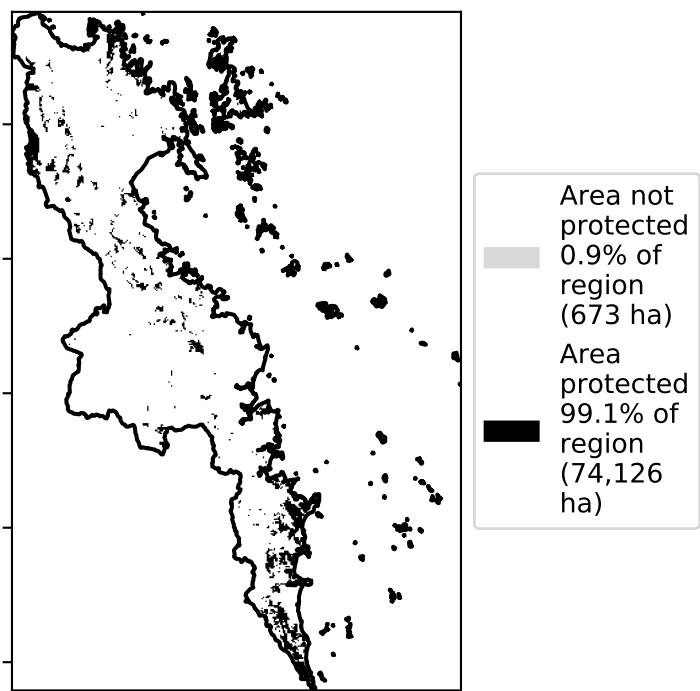 Area not
protected
0.9% of
region
(673 ha)
Area
protected
99.1% of
region
(74,126
ha)